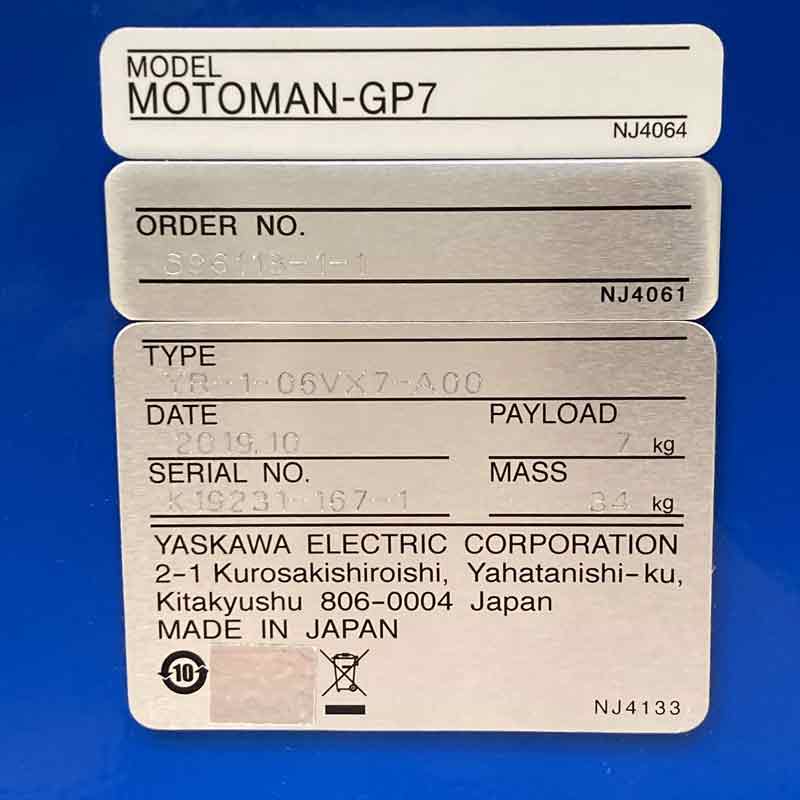 MODEL
MOTOMAN-GP7
NJ4064
ORDER NO.
S96118-1-1
NJ4061
TYPE
YR-1-06VX7-A00
DATE PAYLOAD
2019.10 7 kg
SERIAL NO. MASS
K19231-167-1 34 kg
YASKAWA ELECTRIC CORPORATION
2-1 Kurosakishiroishi, Yahatanishi-ku,
Kitakyushu 806-0004 Japan
MADE IN JAPAN
10
NJ4133